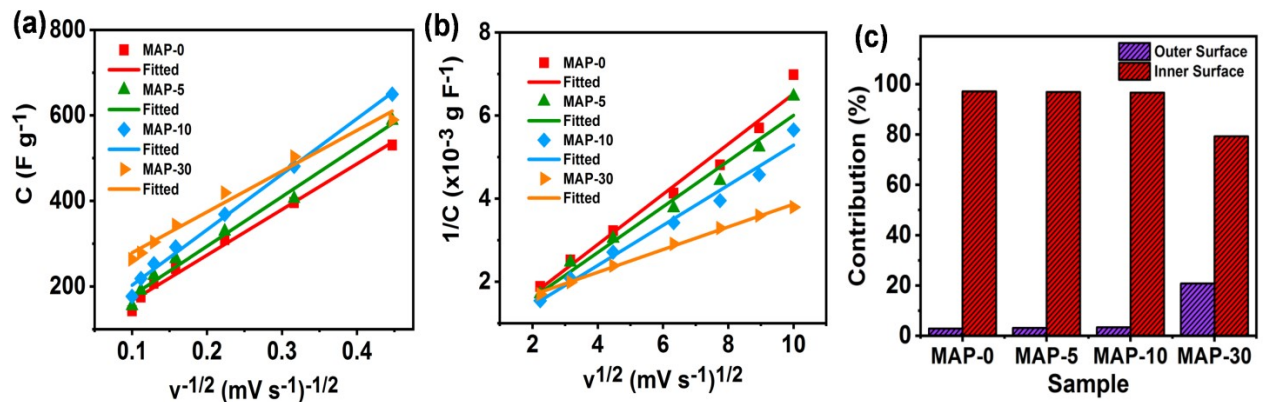 (a)
800
600
400
200
0
C (F g⁻¹)
MAP-0
Fitted
MAP-5
Fitted
MAP-10
Fitted
MAP-30
Fitted
0.1 0.2 0.3 0.4
v⁻¹/² (mV s⁻¹)⁻¹/²
(b)
8
6
4
2
1/C (x10⁻³ g F⁻¹)
MAP-0
Fitted
MAP-5
Fitted
MAP-10
Fitted
MAP-30
Fitted
2 4 6 8 10
v¹/² (mV s⁻¹)¹/²
(c)
Outer Surface
Inner Surface
100
80
60
40
20
0
Contribution (%)
MAP-0 MAP-5 MAP-10 MAP-30
Sample